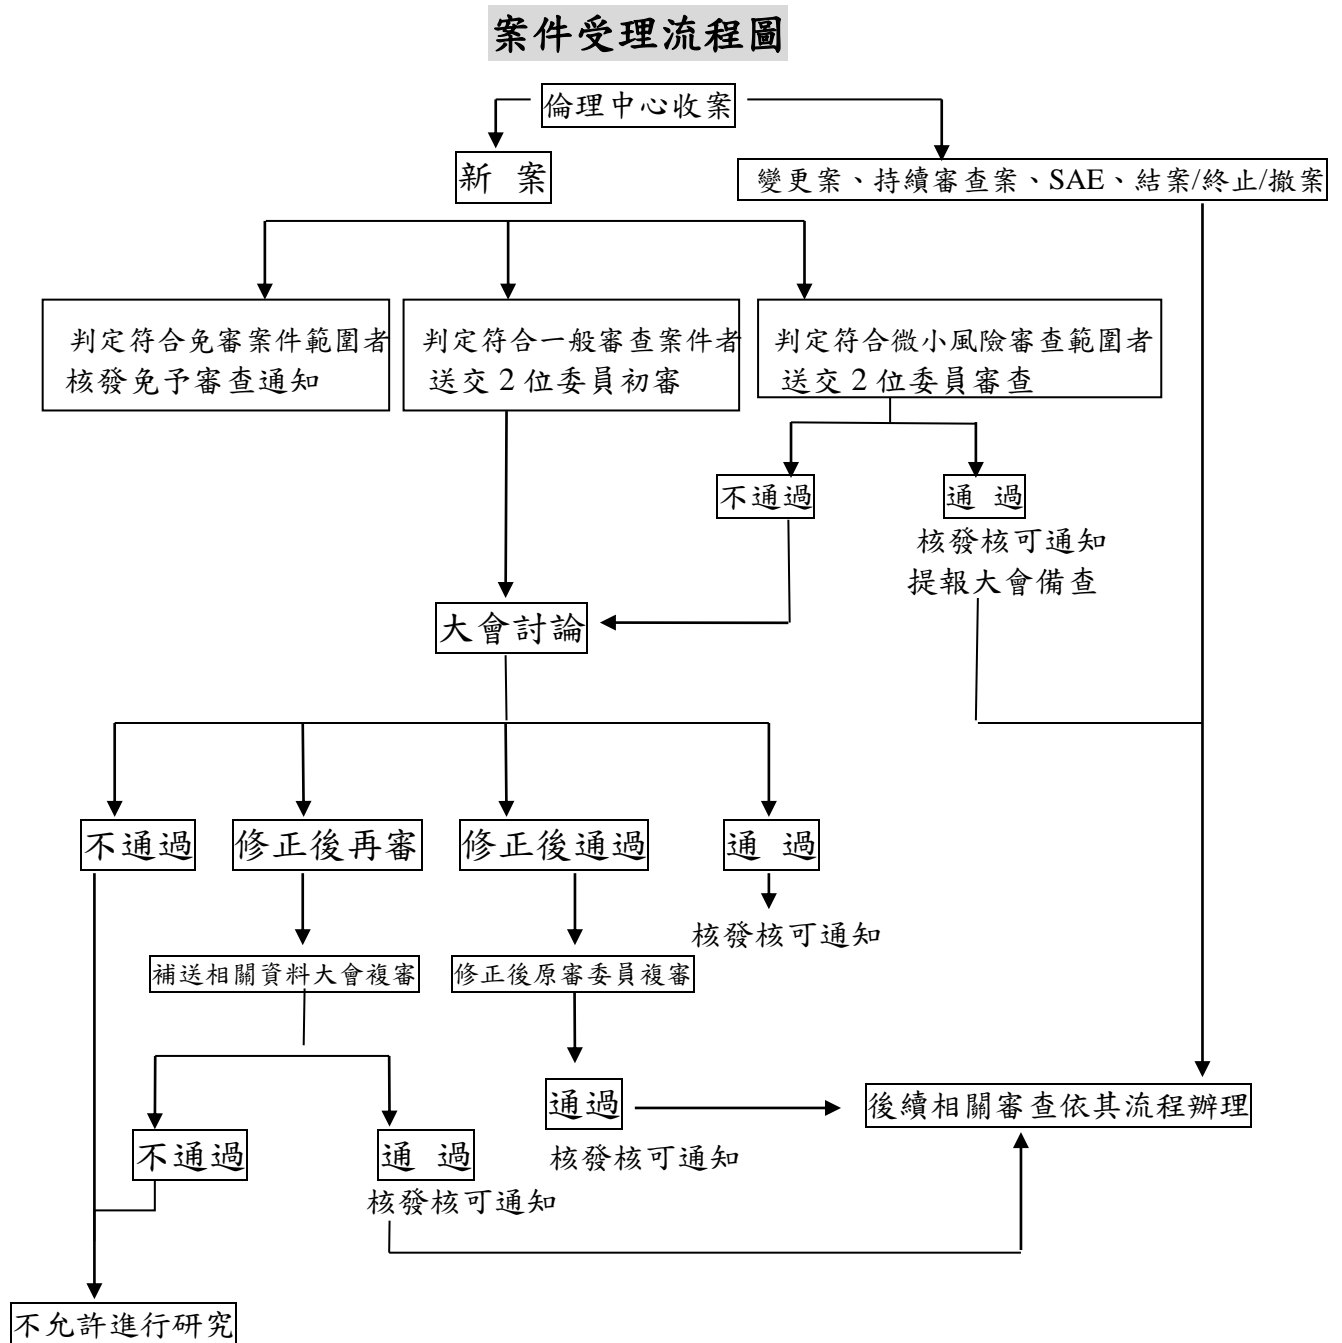 案件受理流程圖
倫理中心收案
新 案
變更案、持續審查案、SAE、結案/終止/撤案
判定符合免審案件範圍者
核發免予審查通知
判定符合一般審查案件者
送交 2 位委員初審
判定符合微小風險審查範圍者
送交 2 位委員審查
不通過
通 過
核發核可通知
提報大會備查
大會討論
不通過
修正後再審
修正後通過
通 過
核發核可通知
補送相關資料大會複審
修正後原審委員複審
通過
核發核可通知
後續相關審查依其流程辦理
不通過
通 過
核發核可通知
不允許進行研究